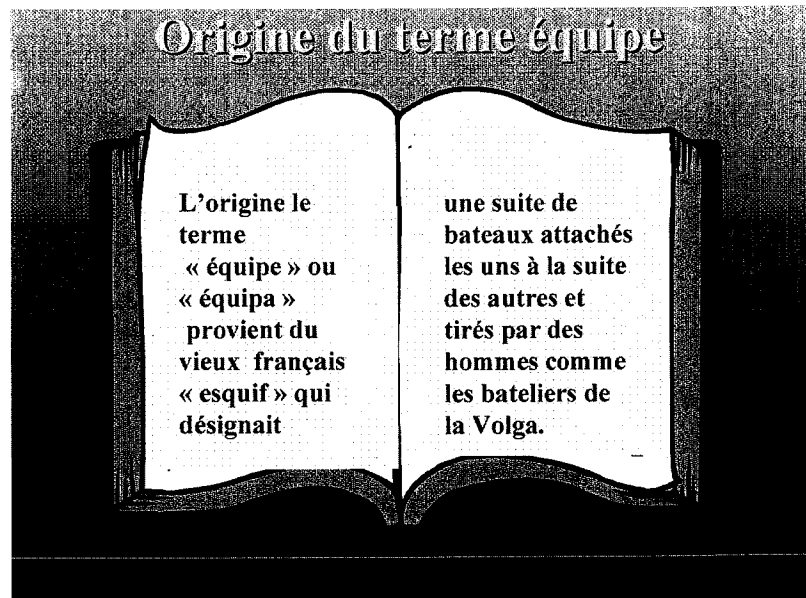 Origine du terme équipe
L’origine le
terme
« équipe » ou
« équipa »
provient du
vieux français
« esquif » qui
désignait
une suite de
bateaux attachés
les uns à la suite
des autres et
tirés par des
hommes comme
les bateliers de
la Volga.